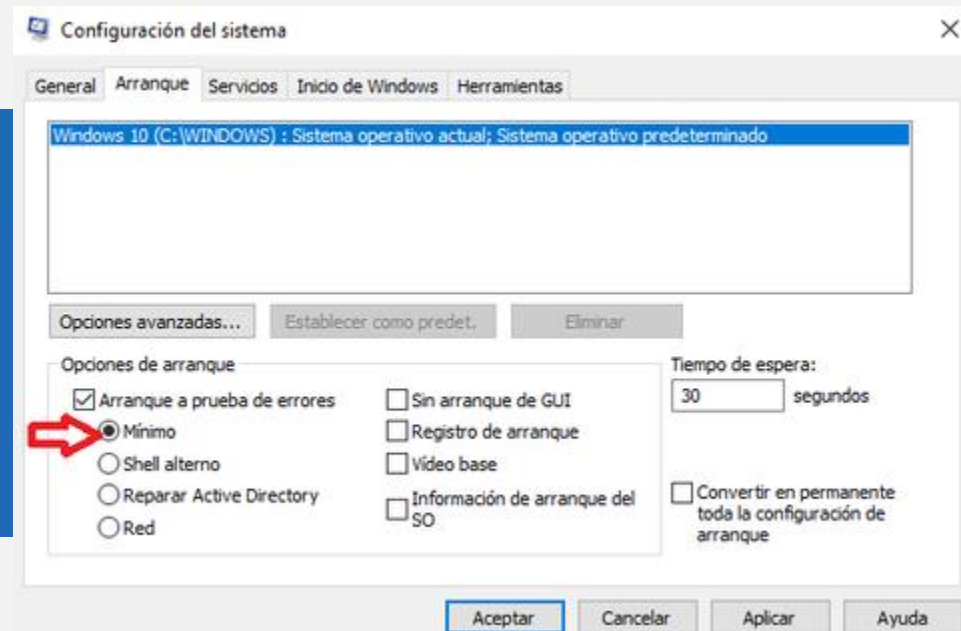 Configuración del sistema
General Arranque Servicios Inicio de Windows Herramientas
Windows 10 (C:\WINDOWS) : Sistema operativo actual; Sistema operativo predeterminado
Opciones avanzadas... Establecer como predet. Eliminar
Opciones de arranque
Arranque a prueba de errores
Mínimo
Shell alterno
Reparar Active Directory
Red
Sin arranque de GUI
Registro de arranque
Vídeo base
Información de arranque del
SO
Tiempo de espera:
30 segundos
Convertir en permanente
toda la configuración de
arranque
Aceptar Cancelar Aplicar Ayuda